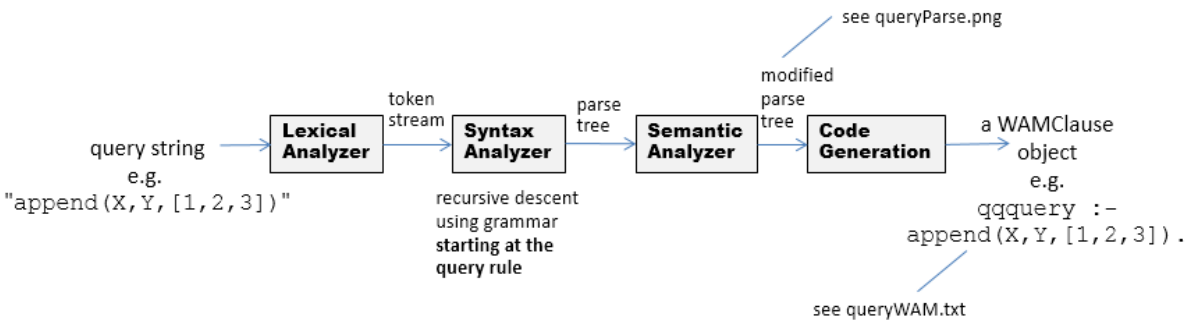 see queryParse.png
modified
parse
tree
token
stream
parse
tree
query string
e.g.
"append(X,Y,[1,2,3])"
Lexical
Analyzer
Syntax
Analyzer
recursive descent
using grammar
starting at the
query rule
Semantic
Analyzer
Code
Generation
a WAMClause
object
e.g.
qqquery :-
append(X,Y,[1,2,3]).
see queryWAM.txt